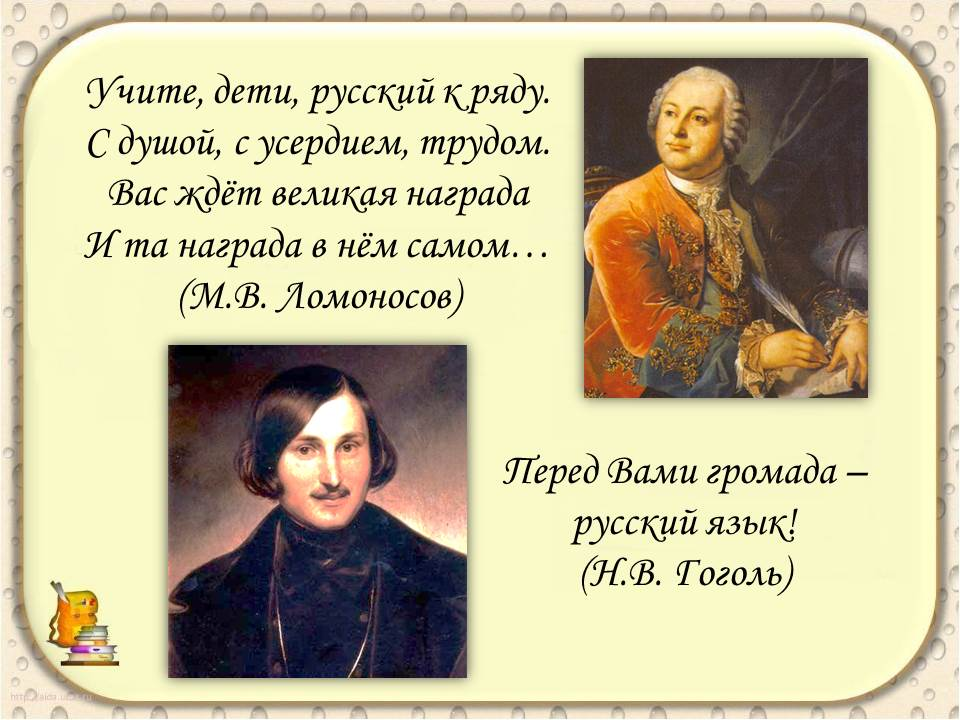 Учите, дети, русский к ряду.
С душой, с усердием, трудом.
Вас ждёт великая награда
И та награда в нём самом…
(М.В. Ломоносов)
Перед Вами громада –
русский язык!
(Н.В. Гоголь)